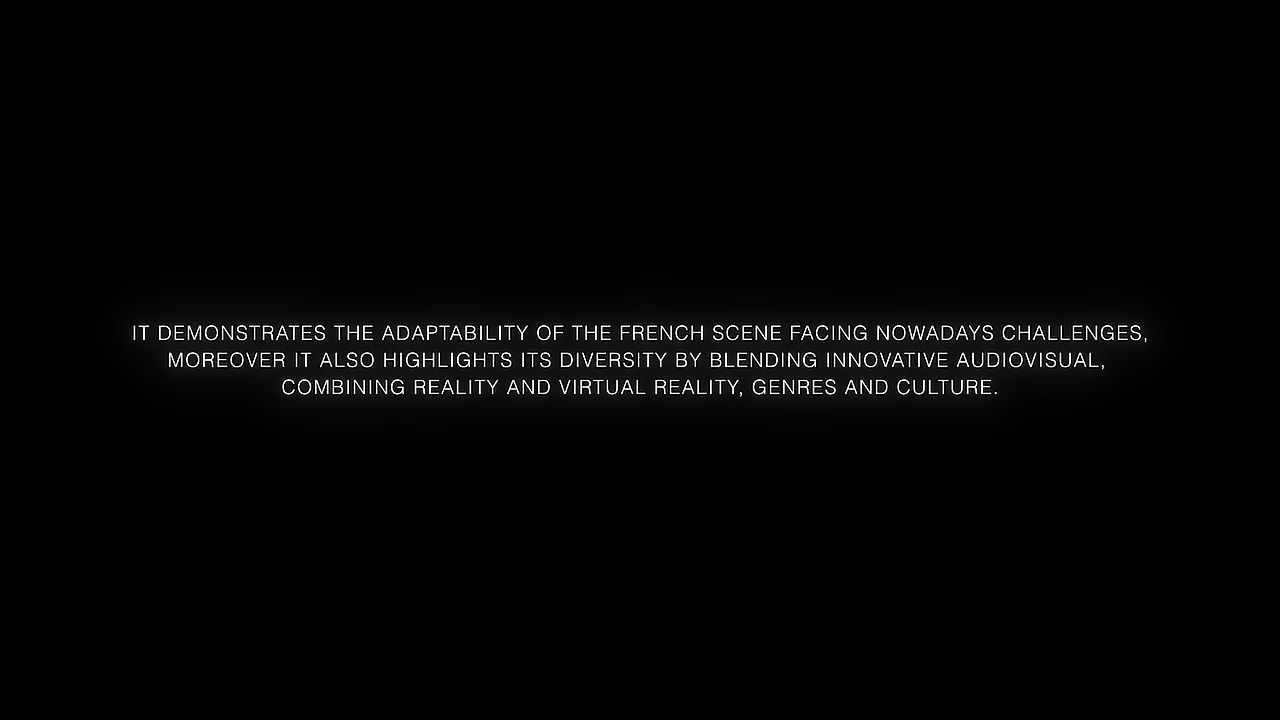 IT DEMONSTRATES THE ADAPTABILITY OF THE FRENCH SCENE FACING NOWADAYS CHALLENGES,
MOREOVER IT ALSO HIGHLIGHTS ITS DIVERSITY BY BLENDING INNOVATIVE AUDIOVISUAL,
COMBINING REALITY AND VIRTUAL REALITY, GENRES AND CULTURE.